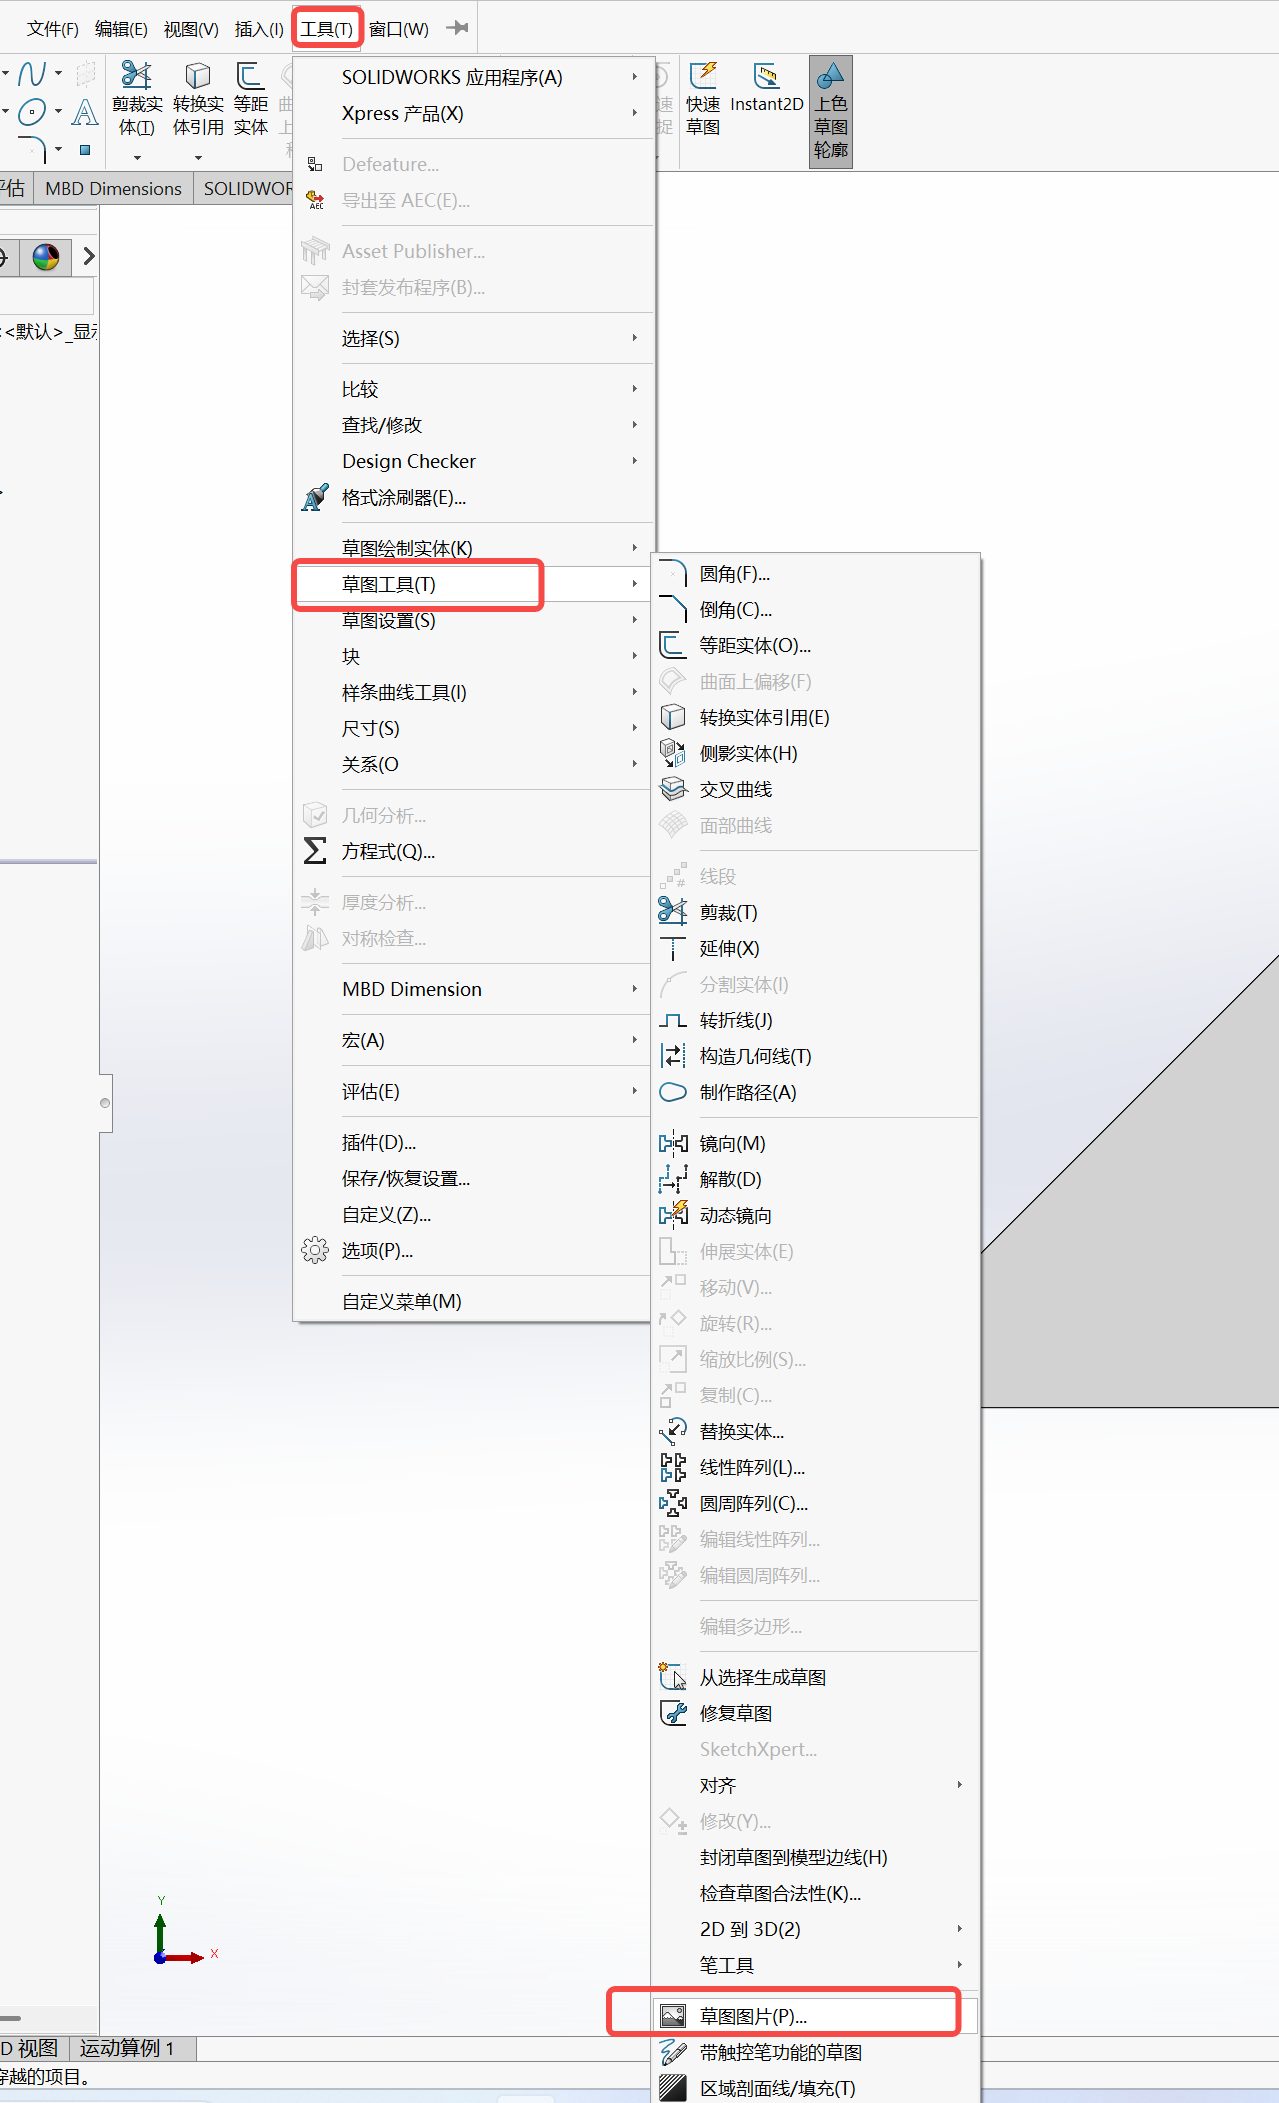 文件(F) 编辑(E) 视图(V) 插入(I) 工具(T) 窗口(W)
剪裁实体(T) 转换实体引用 等距实体 快速草图 Instant2D 上色草图轮廓
评估 MBD Dimensions SOLIDWOR
<默认>_显示
SOLIDWORKS 应用程序(A)
Xpress 产品(X)
Defeature...
导出至 AEC(E)...
Asset Publisher...
封套发布程序(B)...
选择(S)
比较
查找/修改
Design Checker
格式涂刷器(E)...
草图绘制实体(K)
草图工具(T)
草图设置(S)
块
样条曲线工具(I)
尺寸(S)
关系(O
几何分析...
方程式(Q)...
厚度分析...
对称检查...
MBD Dimension
宏(A)
评估(E)
插件(D)...
保存/恢复设置...
自定义(Z)...
选项(P)...
自定义菜单(M)
圆角(F)...
倒角(C)...
等距实体(O)...
曲面上偏移(F)
转换实体引用(E)
侧影实体(H)
交叉曲线
面部曲线
线段
剪裁(T)
延伸(X)
分割实体(I)
转折线(J)
构造几何线(T)
制作路径(A)
镜向(M)
解散(D)
动态镜向
伸展实体(E)
移动(V)...
旋转(R)...
缩放比例(S)...
复制(C)...
替换实体...
线性阵列(L)...
圆周阵列(C)...
编辑线性阵列...
编辑圆周阵列...
编辑多边形...
从选择生成草图
修复草图
SketchXpert...
对齐
修改(Y)...
封闭草图到模型边线(H)
检查草图合法性(K)...
2D 到 3D(2)
笔工具
草图图片(P)...
带触控笔功能的草图
区域剖面线/填充(T)
Y
X
D 视图 运动算例 1
穿越的项目。